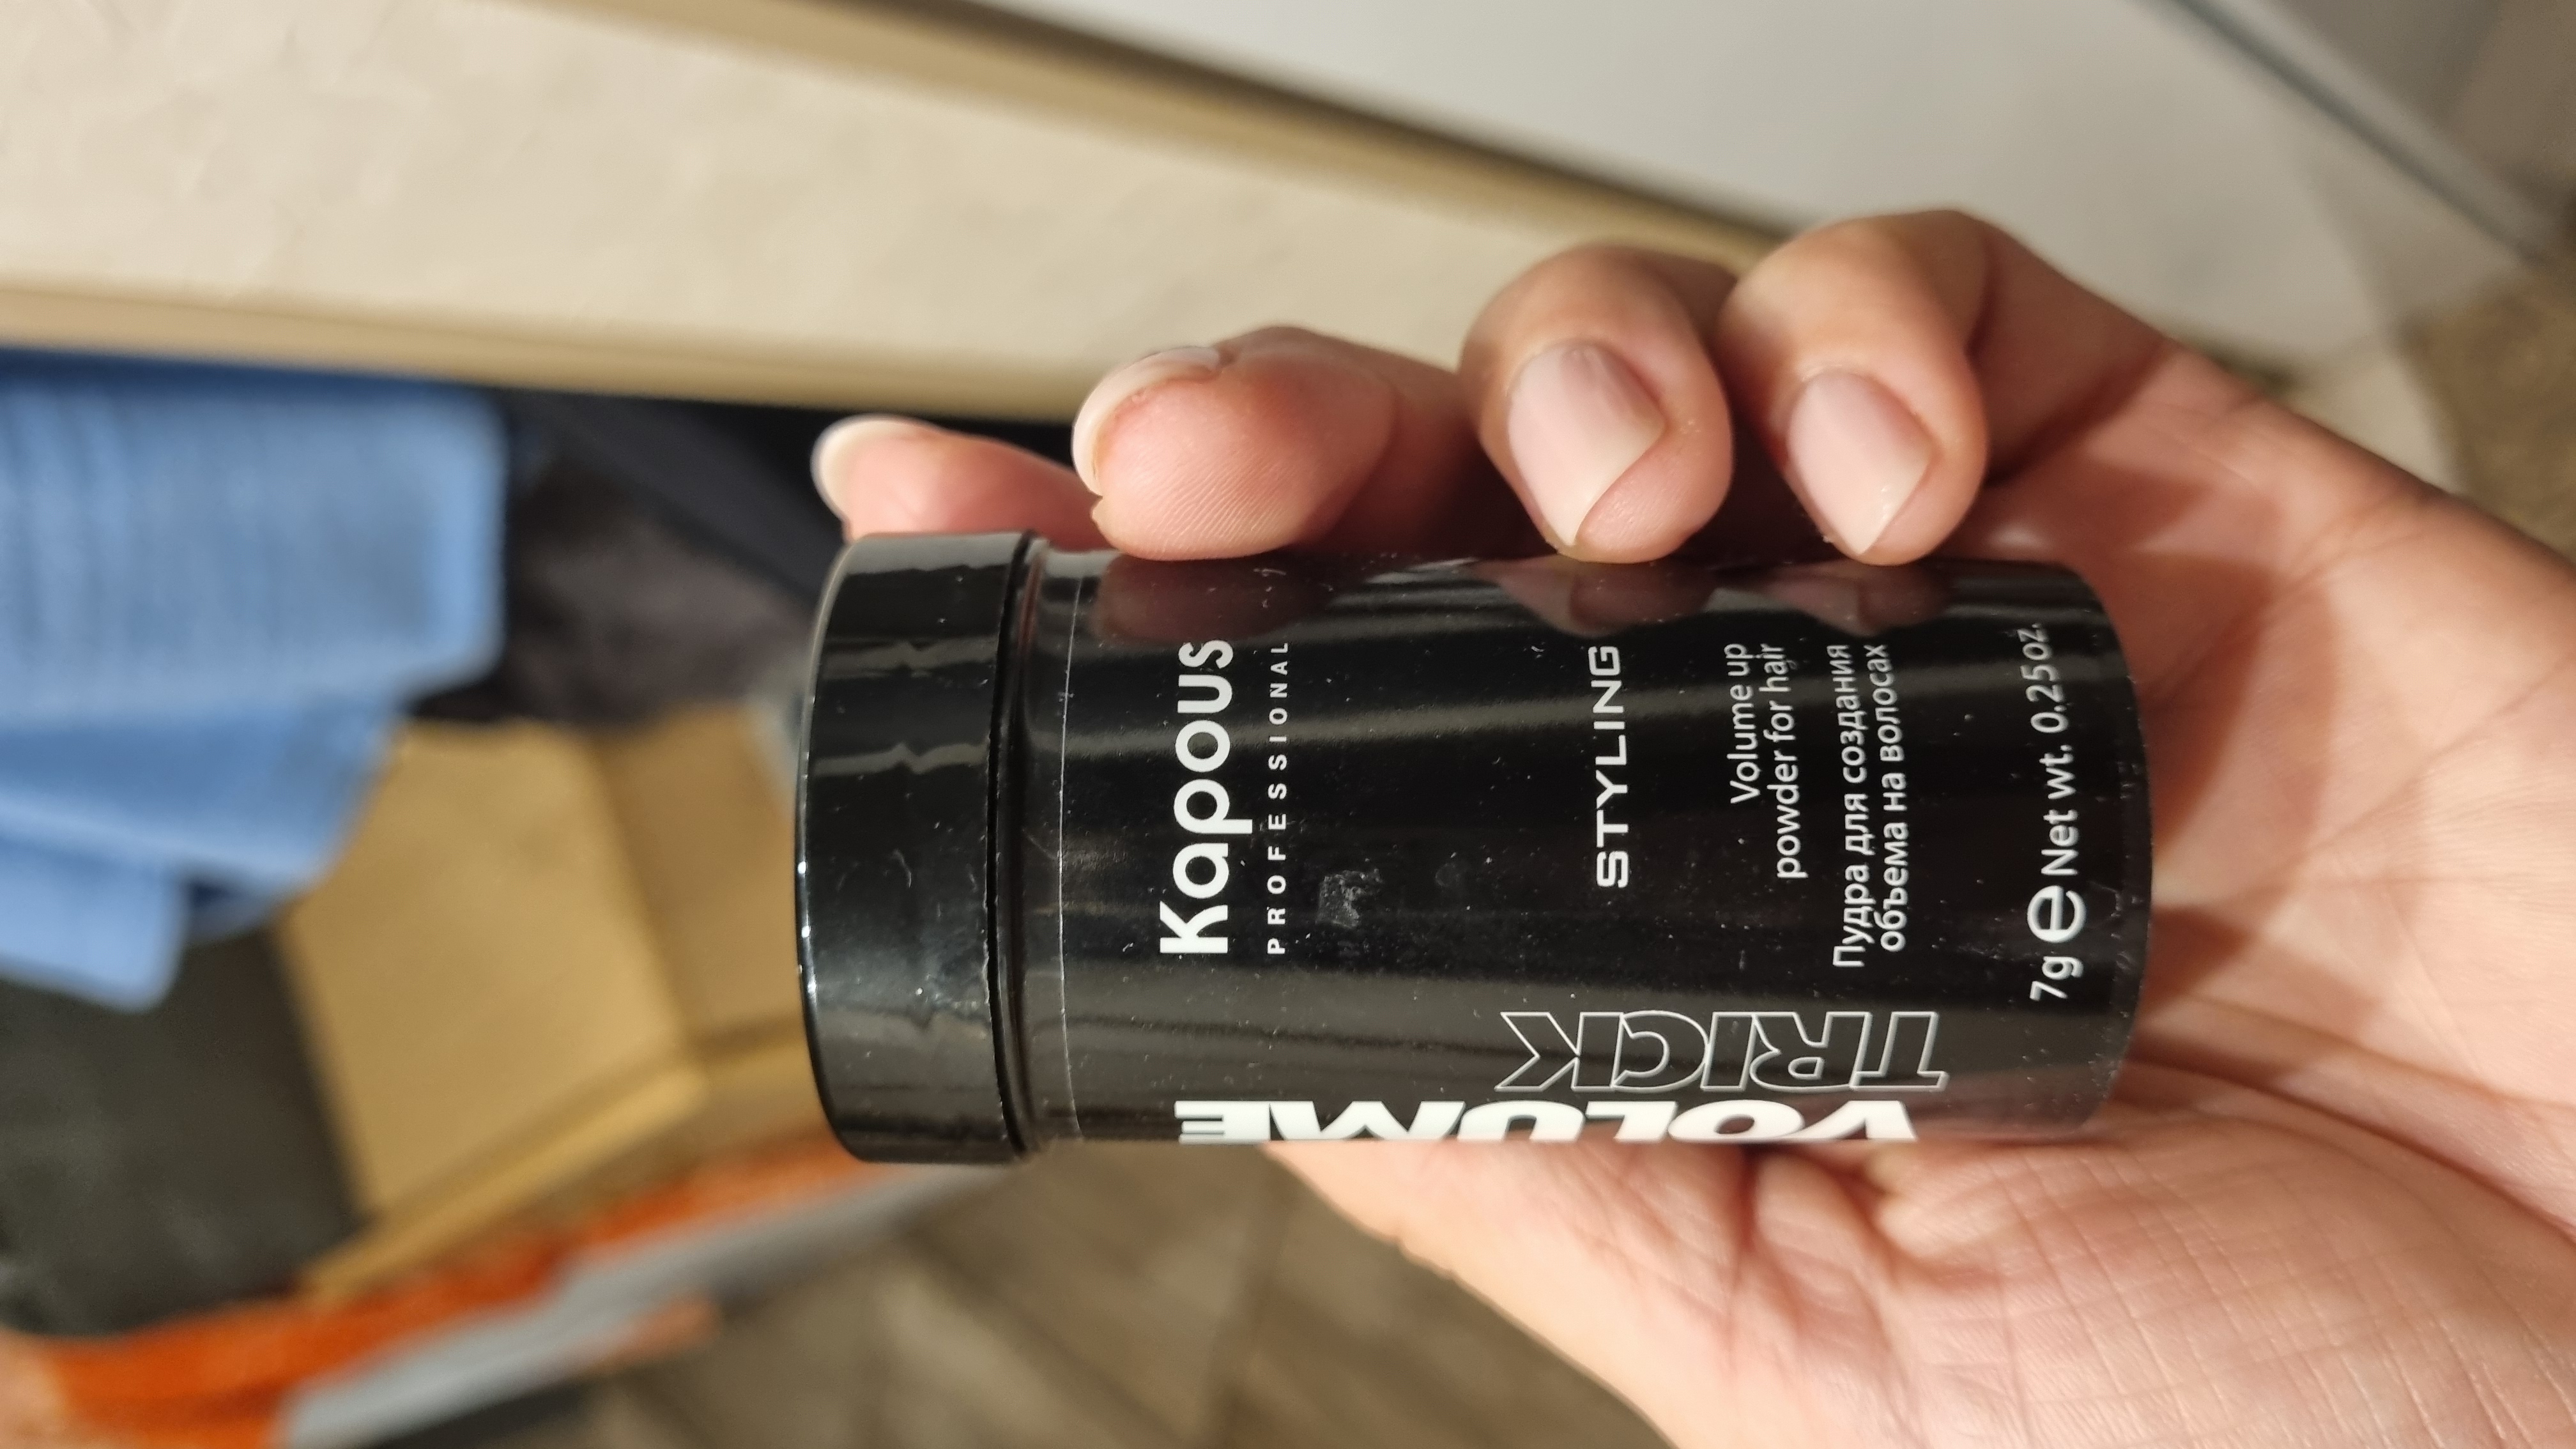 Kapous
PROFESSIONAL
STYLING
Volume up
powder for hair
Пудра для создания
объема на волосах
7g ℮ Net wt. 0.25oz.
VOLUME
TRICK